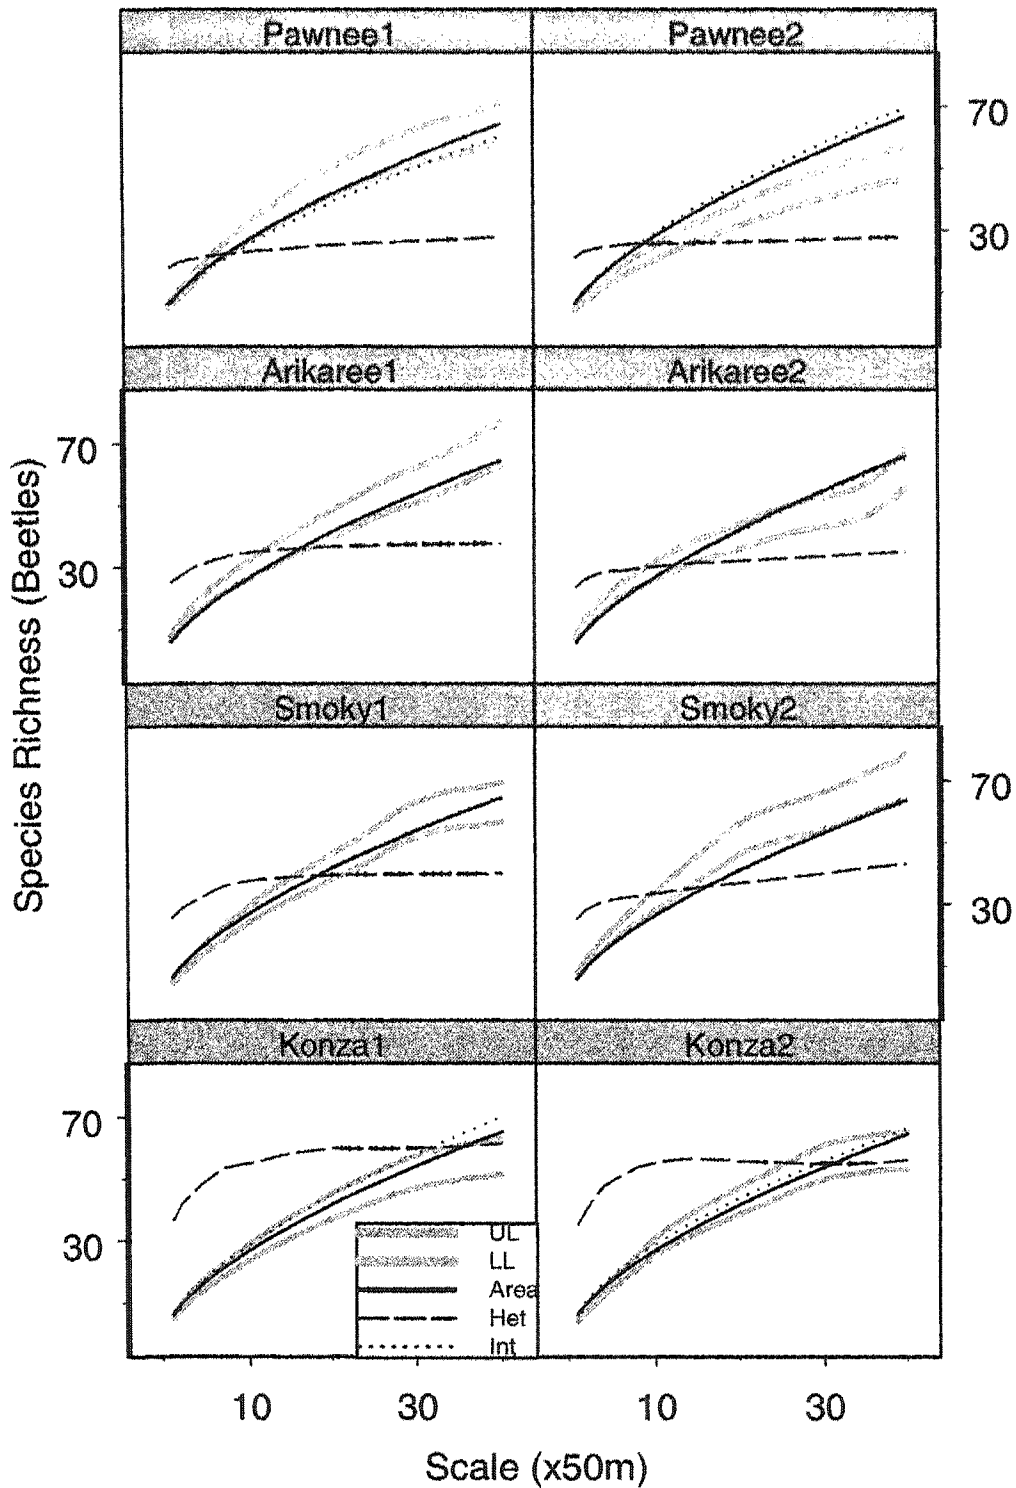 Pawnee1 Pawnee2
70
30
Arikaree1 Arikaree2
70
30
Smoky1 Smoky2
70
30
Konza1 Konza2
70
30
UL
LL
Area
Het
Int
10 30 10 30
Scale (x50m)
Species Richness (Beetles)